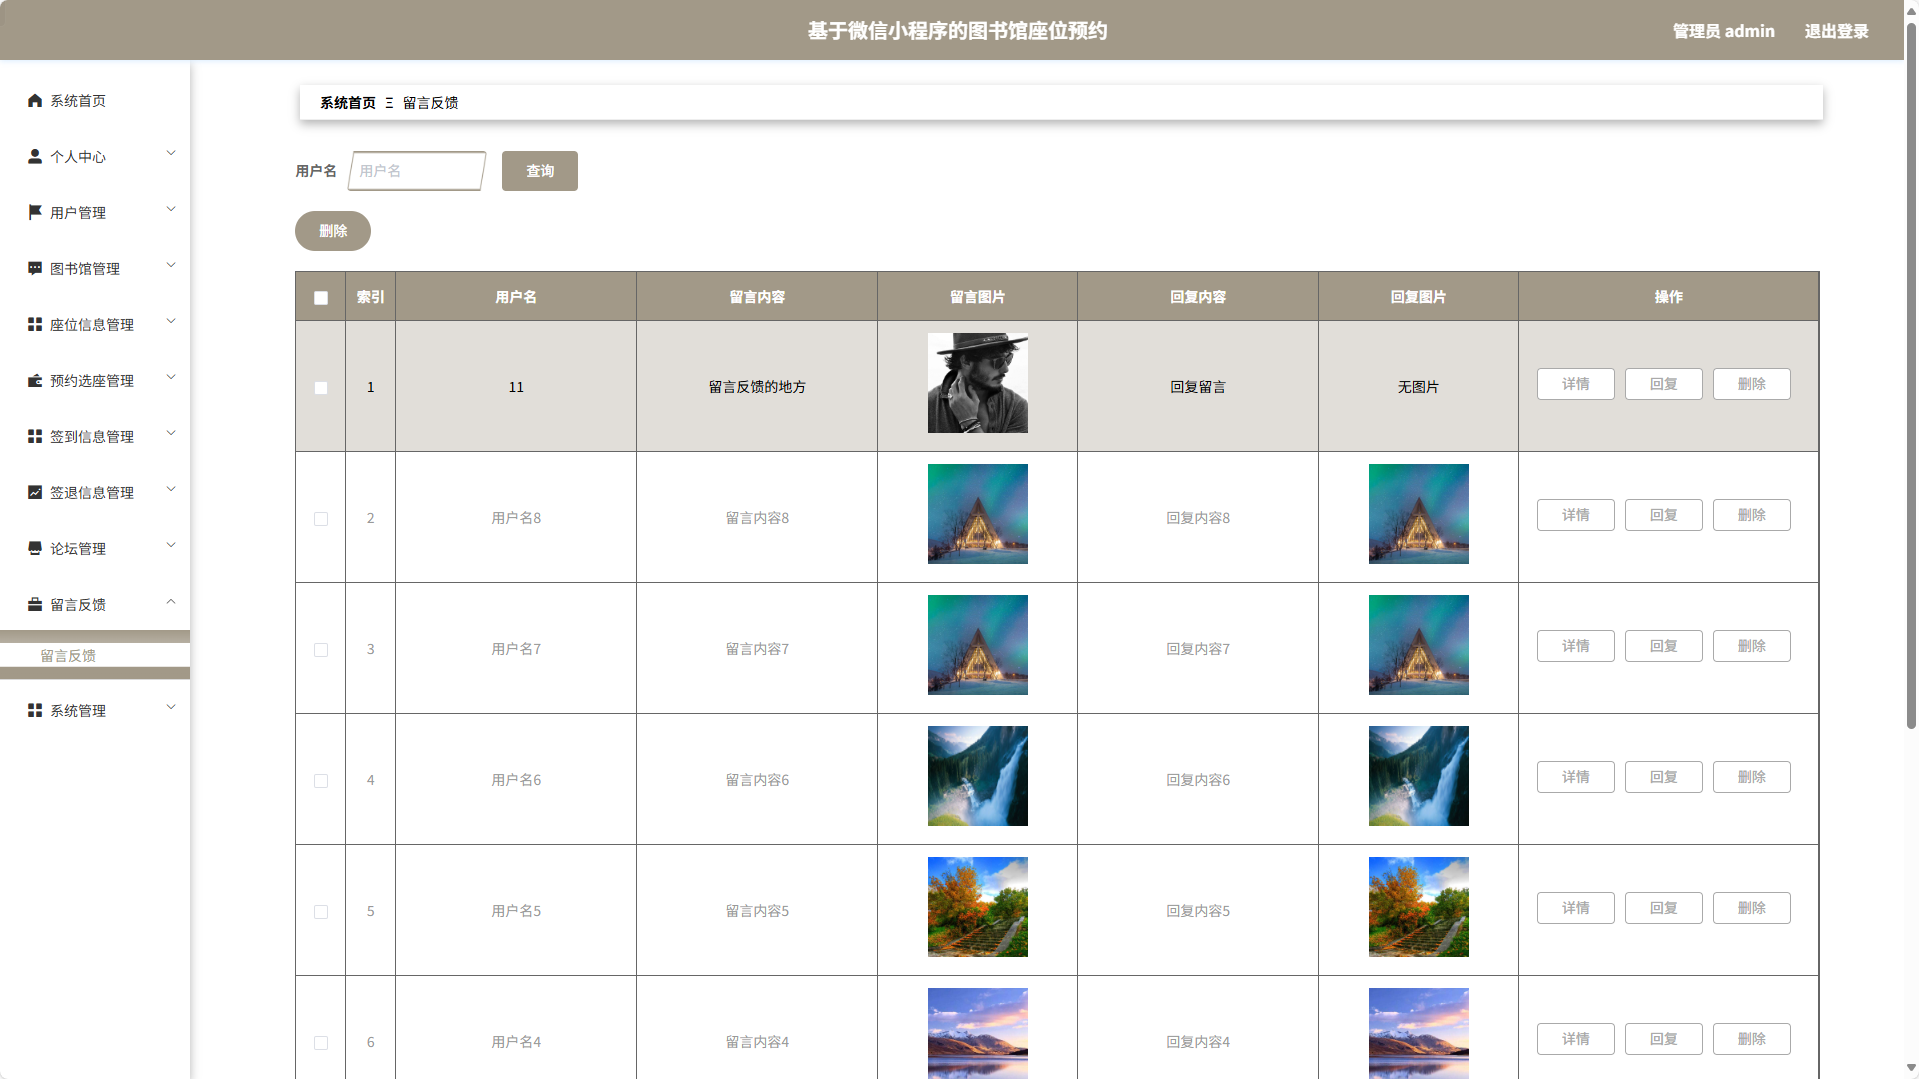 基于微信小程序的图书馆座位预约
管理员 admin
退出登录
系统首页
个人中心
用户管理
图书馆管理
座位信息管理
预约选座管理
签到信息管理
签退信息管理
论坛管理
留言反馈
留言反馈
系统管理
系统首页 Ξ 留言反馈
用户名 用户名 查询
删除
索引 用户名 留言内容 留言图片 回复内容 回复图片 操作
1 11 留言反馈的地方 回复留言 无图片 详情 回复 删除
2 用户名8 留言内容8 回复内容8 详情 回复 删除
3 用户名7 留言内容7 回复内容7 详情 回复 删除
4 用户名6 留言内容6 回复内容6 详情 回复 删除
5 用户名5 留言内容5 回复内容5 详情 回复 删除
6 用户名4 留言内容4 回复内容4 详情 回复 删除